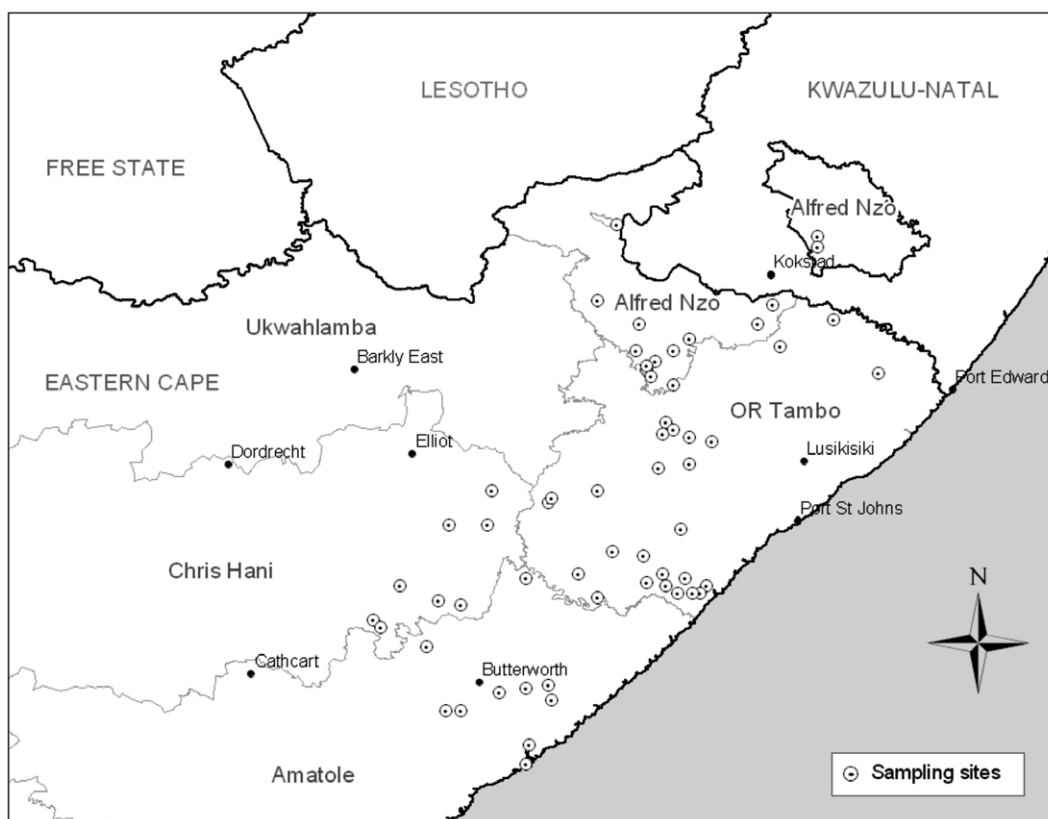 LESOTHO
KWAZULU-NATAL
FREE STATE
Alfred Nzo
Kokstad
Alfred Nzo
Ukwahlamba
Barkly East
EASTERN CAPE
Port Edward
OR Tambo
Elliot
Dordrecht
Lusikisiki
Port St Johns
Chris Hani
N
Cathcart
Butterworth
Amatole
Sampling sites